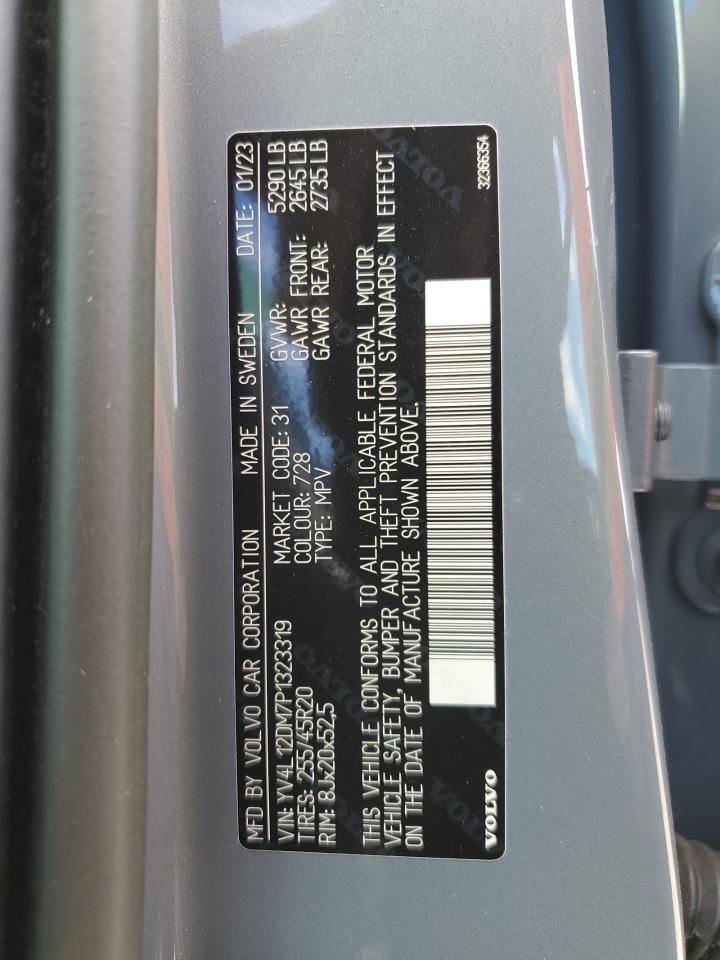 MFD BY VOLVO CAR CORPORATION MADE IN SWEDEN DATE: 01/23
VIN: YV4L12DM7P1323319 MARKET CODE: 31 GVWR: 5290 LB
TIRES: 255/45R20 COLOUR: 728 GAWR FRONT: 2645 LB
RIM: 8Jx20x52,5 TYPE: MPV GAWR REAR: 2735 LB
THIS VEHICLE CONFORMS TO ALL APPLICABLE FEDERAL MOTOR
VEHICLE SAFETY, BUMPER AND THEFT PREVENTION STANDARDS IN EFFECT
ON THE DATE OF MANUFACTURE SHOWN ABOVE.
VOLVO 32366354